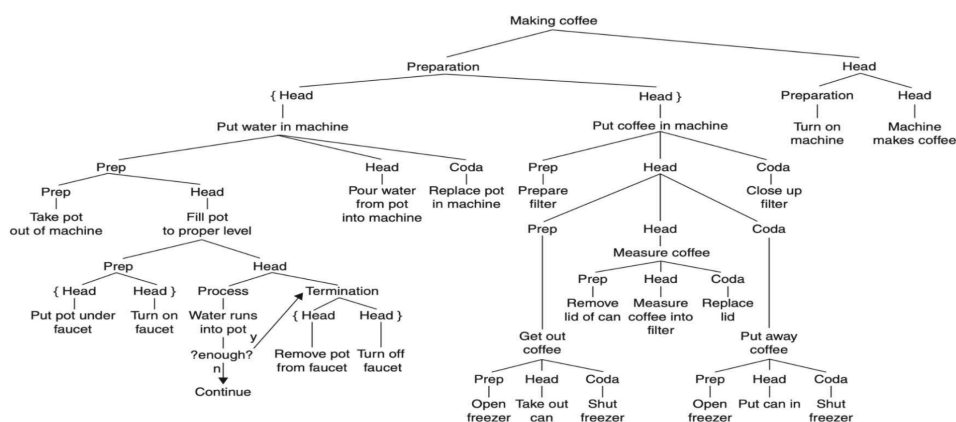 Making coffee
Preparation Head
{ Head Head } Preparation Head
Put water in machine Put coffee in machine Turn on machine Machine makes coffee
Prep Head Coda Prep Head Coda
Prep Head Pour water from pot into machine Replace pot in machine Prepare filter Close up filter
Take pot out of machine Fill pot to proper level Prep Head Coda
Measure coffee
Prep Head Prep Head Coda
{ Head Head } Process Termination Remove lid of can Measure coffee into filter Replace lid
Put pot under faucet Turn on faucet Water runs into pot { Head Head }
y
?enough? Remove pot from faucet Turn off faucet Get out coffee Put away coffee
n
Continue Prep Head Coda Prep Head Coda
Open freezer Take out can Shut freezer Open freezer Put can in Shut freezer